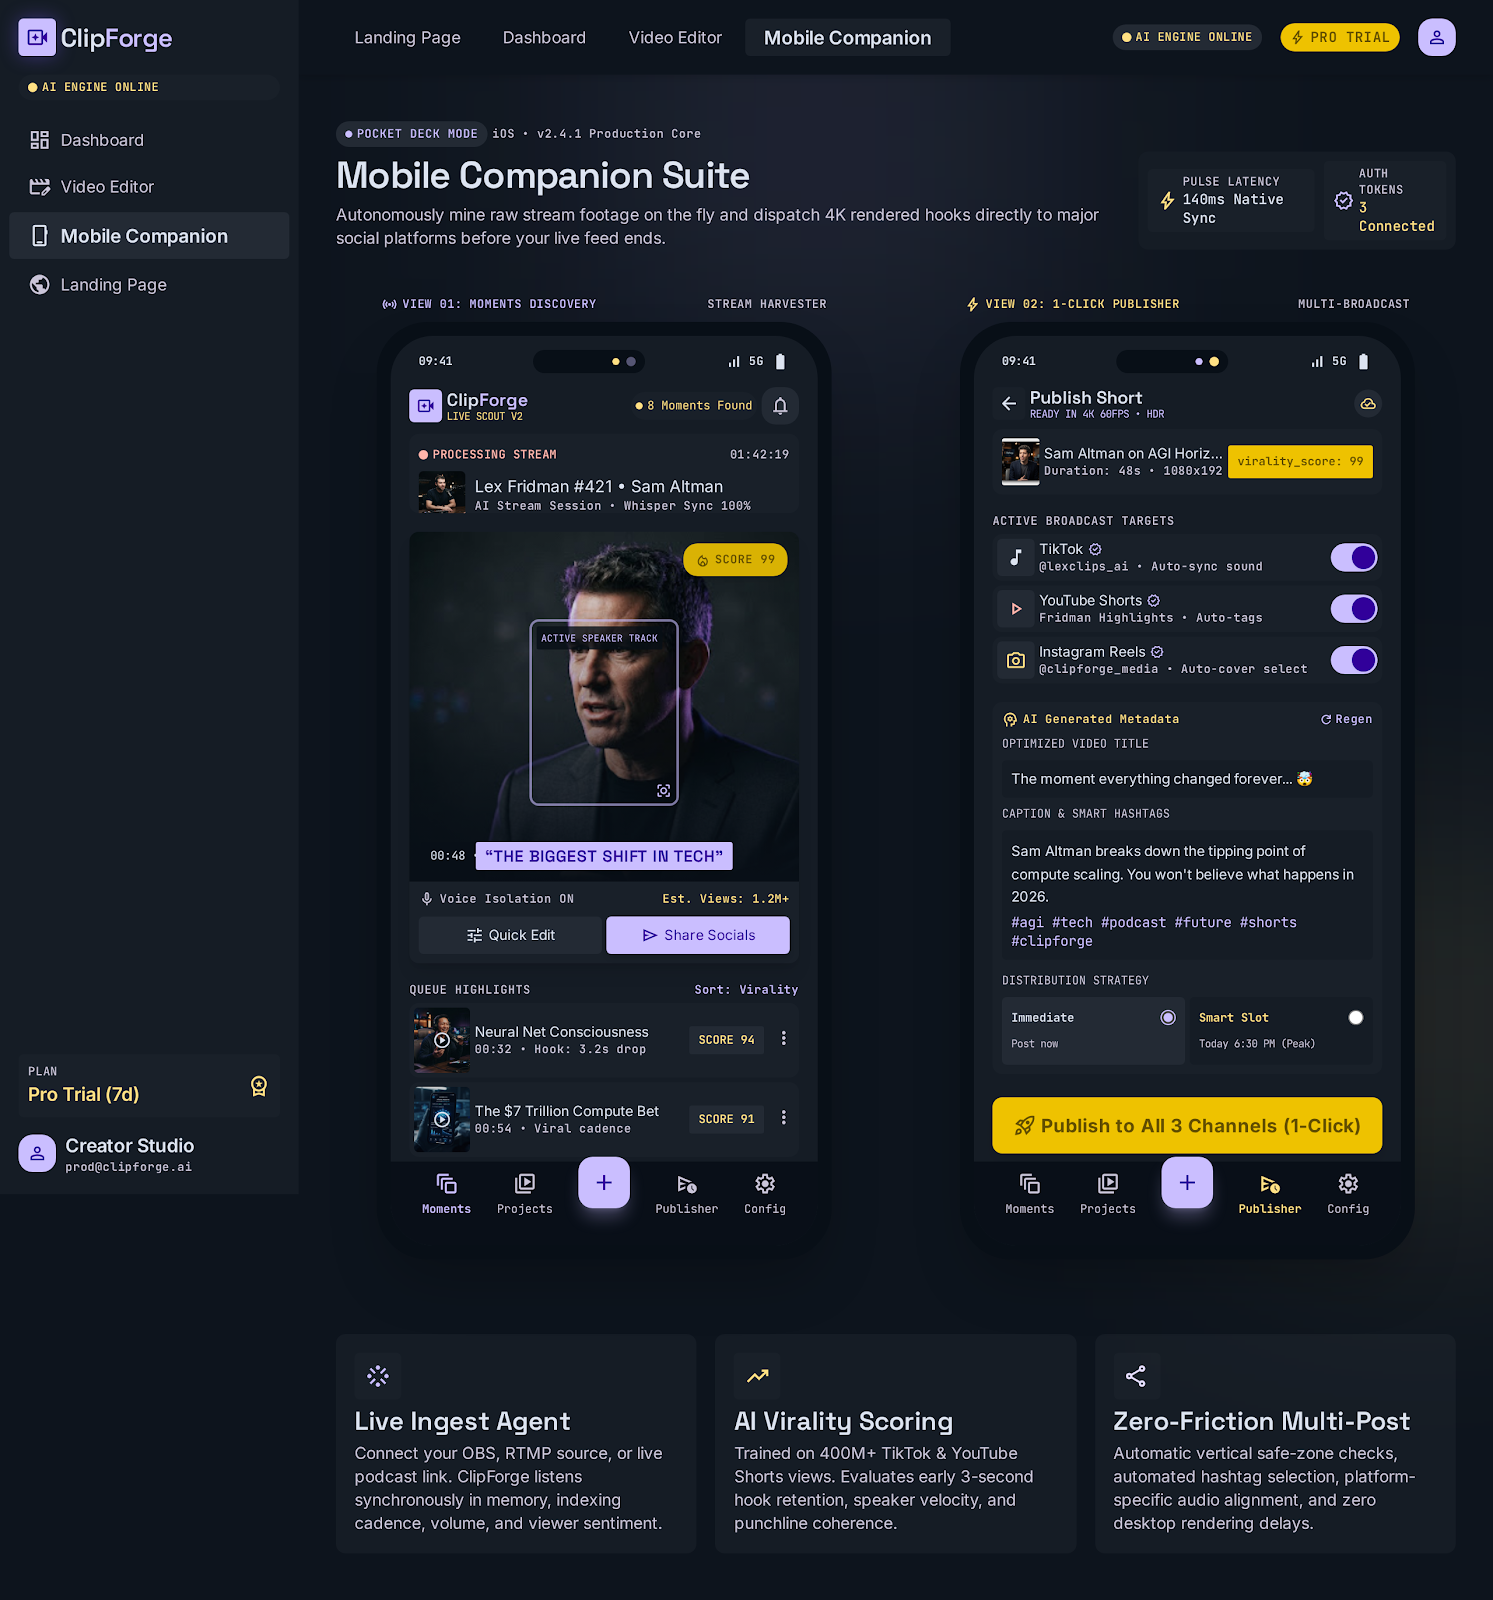 ClipForge
AI ENGINE ONLINE
Dashboard
Video Editor
Mobile Companion
Landing Page
PLAN
Pro Trial (7d)
Creator Studio
prod@clipforge.ai
Landing Page
Dashboard
Video Editor
Mobile Companion
AI ENGINE ONLINE
PRO TRIAL
POCKET DECK MODE
iOS • v2.4.1 Production Core
Mobile Companion Suite
Autonomously mine raw stream footage on the fly and dispatch 4K rendered hooks directly to major
social platforms before your live feed ends.
PULSE LATENCY
140ms Native
Sync
AUTH
TOKENS
3
Connected
VIEW 01: MOMENTS DISCOVERY
STREAM HARVESTER
09:41
5G
ClipForge
LIVE SCOUT V2
8 Moments Found
PROCESSING STREAM
01:42:19
Lex Fridman #421 • Sam Altman
AI Stream Session • Whisper Sync 100%
SCORE 99
ACTIVE SPEAKER TRACK
00:48
“THE BIGGEST SHIFT IN TECH”
Voice Isolation ON
Est. Views: 1.2M+
Quick Edit
Share Socials
QUEUE HIGHLIGHTS
Sort: Virality
Neural Net Consciousness
00:32 • Hook: 3.2s drop
SCORE 94
The $7 Trillion Compute Bet
00:54 • Viral cadence
SCORE 91
Moments
Projects
Publisher
Config
VIEW 02: 1-CLICK PUBLISHER
MULTI-BROADCAST
09:41
5G
Publish Short
READY IN 4K 60FPS • HDR
Sam Altman on AGI Horiz...
Duration: 48s • 1080x192
virality_score: 99
ACTIVE BROADCAST TARGETS
TikTok
@lexclips_ai • Auto-sync sound
YouTube Shorts
Fridman Highlights • Auto-tags
Instagram Reels
@clipforge_media • Auto-cover select
AI Generated Metadata
Regen
OPTIMIZED VIDEO TITLE
The moment everything changed forever... 🤯
CAPTION & SMART HASHTAGS
Sam Altman breaks down the tipping point of
compute scaling. You won't believe what happens in
2026.
#agi #tech #podcast #future #shorts
#clipforge
DISTRIBUTION STRATEGY
Immediate
Post now
Smart Slot
Today 6:30 PM (Peak)
Publish to All 3 Channels (1-Click)
Moments
Projects
Publisher
Config
Live Ingest Agent
Connect your OBS, RTMP source, or live
podcast link. ClipForge listens
synchronously in memory, indexing
cadence, volume, and viewer sentiment.
AI Virality Scoring
Trained on 400M+ TikTok & YouTube
Shorts views. Evaluates early 3-second
hook retention, speaker velocity, and
punchline coherence.
Zero-Friction Multi-Post
Automatic vertical safe-zone checks,
automated hashtag selection, platform-
specific audio alignment, and zero
desktop rendering delays.